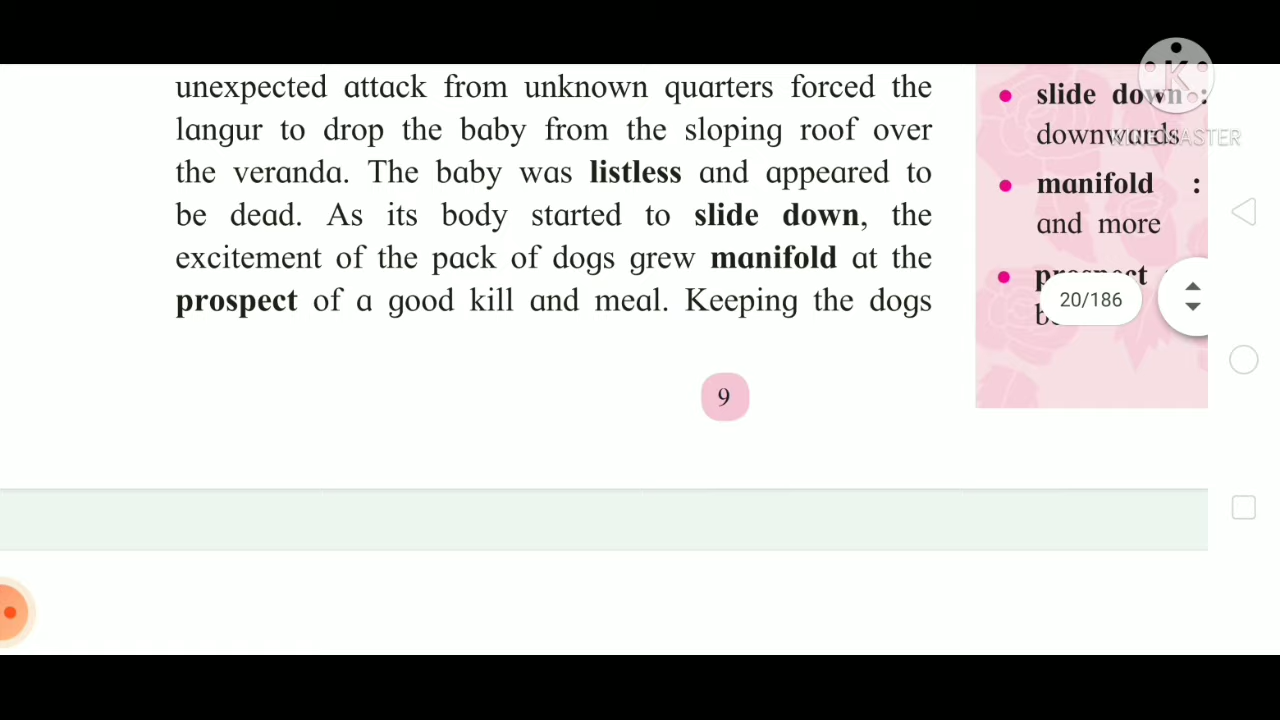 unexpected attack from unknown quarters forced the
langur to drop the baby from the sloping roof over
the veranda. The baby was listless and appeared to
be dead. As its body started to slide down, the
excitement of the pack of dogs grew manifold at the
prospect of a good kill and meal. Keeping the dogs
9
• slide down :
downwards
• manifold :
and more
• prospect
20/186
K
KINEMASTER